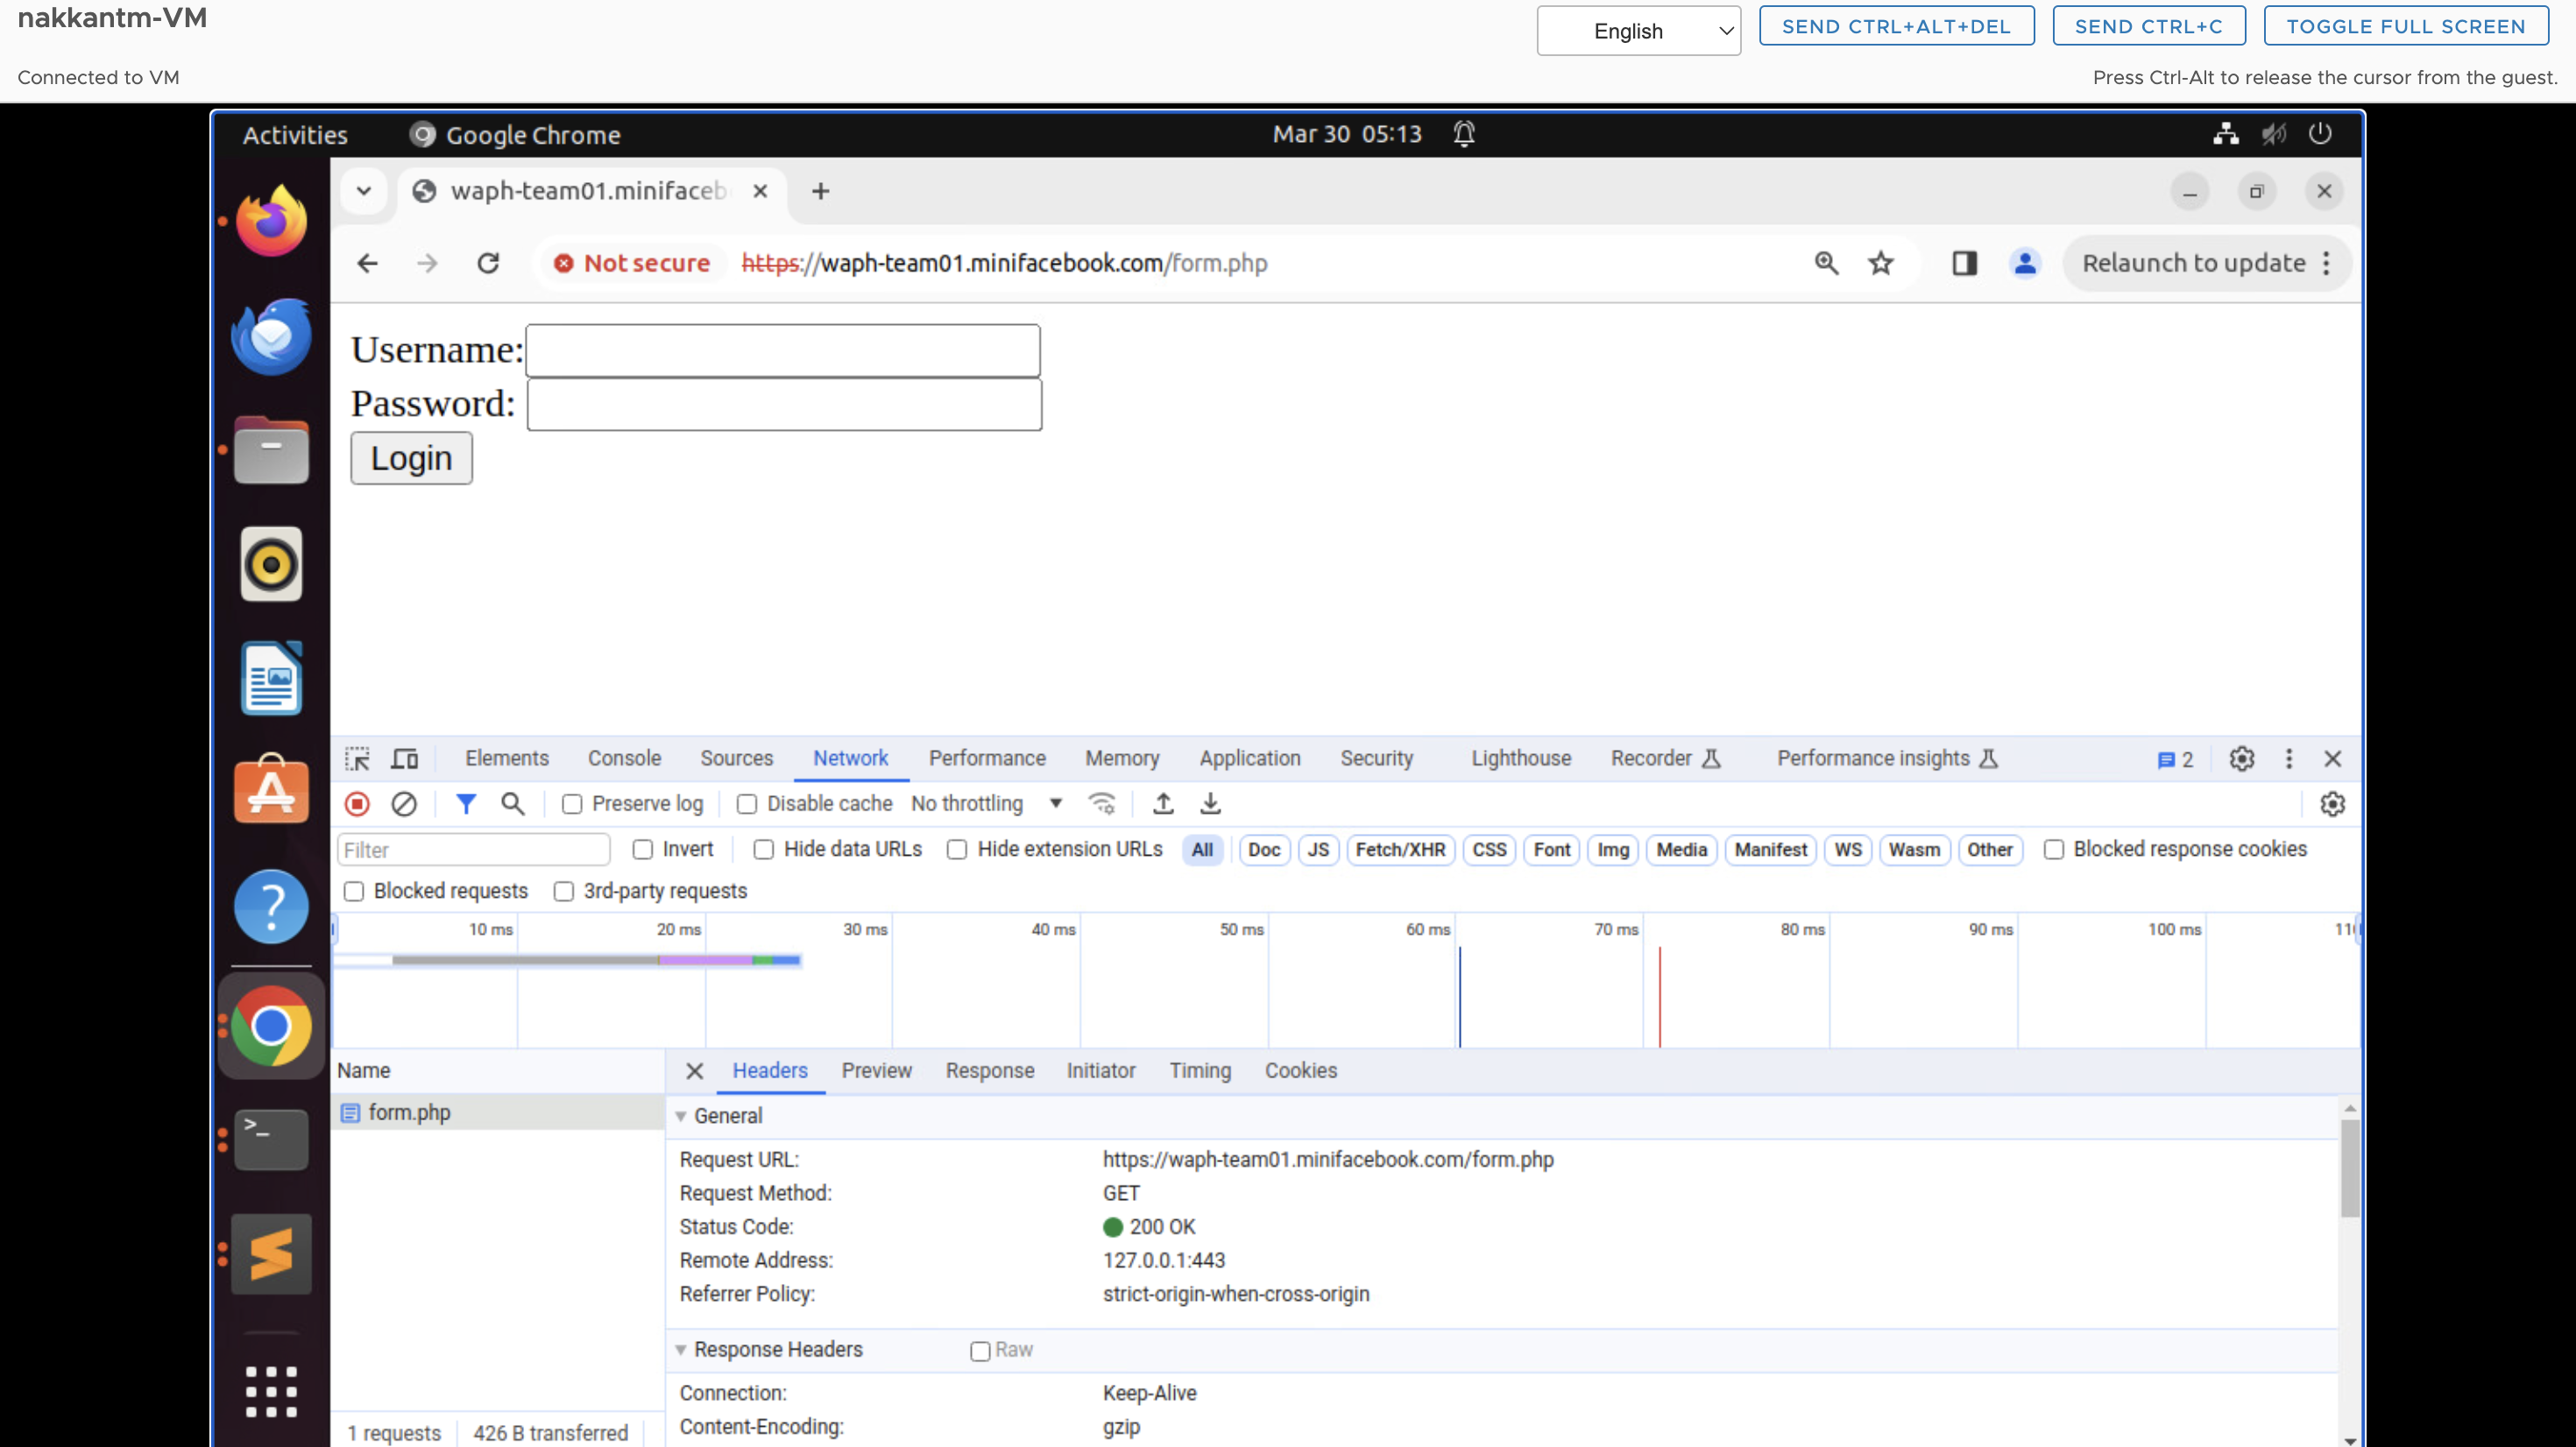 nakkantm-VM
English
SEND CTRL+ALT+DEL
SEND CTRL+C
TOGGLE FULL SCREEN
Connected to VM
Press Ctrl-Alt to release the cursor from the guest.
Activities
Google Chrome
Mar 30 05:13
waph-team01.minifaceb
Not secure
https://waph-team01.minifacebook.com/form.php
Relaunch to update
Username:
Password:
Login
Elements
Console
Sources
Network
Performance
Memory
Application
Security
Lighthouse
Recorder
Performance insights
2
Preserve log
Disable cache
No throttling
Filter
Invert
Hide data URLs
Hide extension URLs
All
Doc
JS
Fetch/XHR
CSS
Font
Img
Media
Manifest
WS
Wasm
Other
Blocked response cookies
Blocked requests
3rd-party requests
10 ms
20 ms
30 ms
40 ms
50 ms
60 ms
70 ms
80 ms
90 ms
100 ms
Name
Headers
Preview
Response
Initiator
Timing
Cookies
form.php
General
Request URL:
https://waph-team01.minifacebook.com/form.php
Request Method:
GET
Status Code:
200 OK
Remote Address:
127.0.0.1:443
Referrer Policy:
strict-origin-when-cross-origin
Response Headers
Raw
Connection:
Keep-Alive
Content-Encoding:
gzip
1 requests
426 B transferred